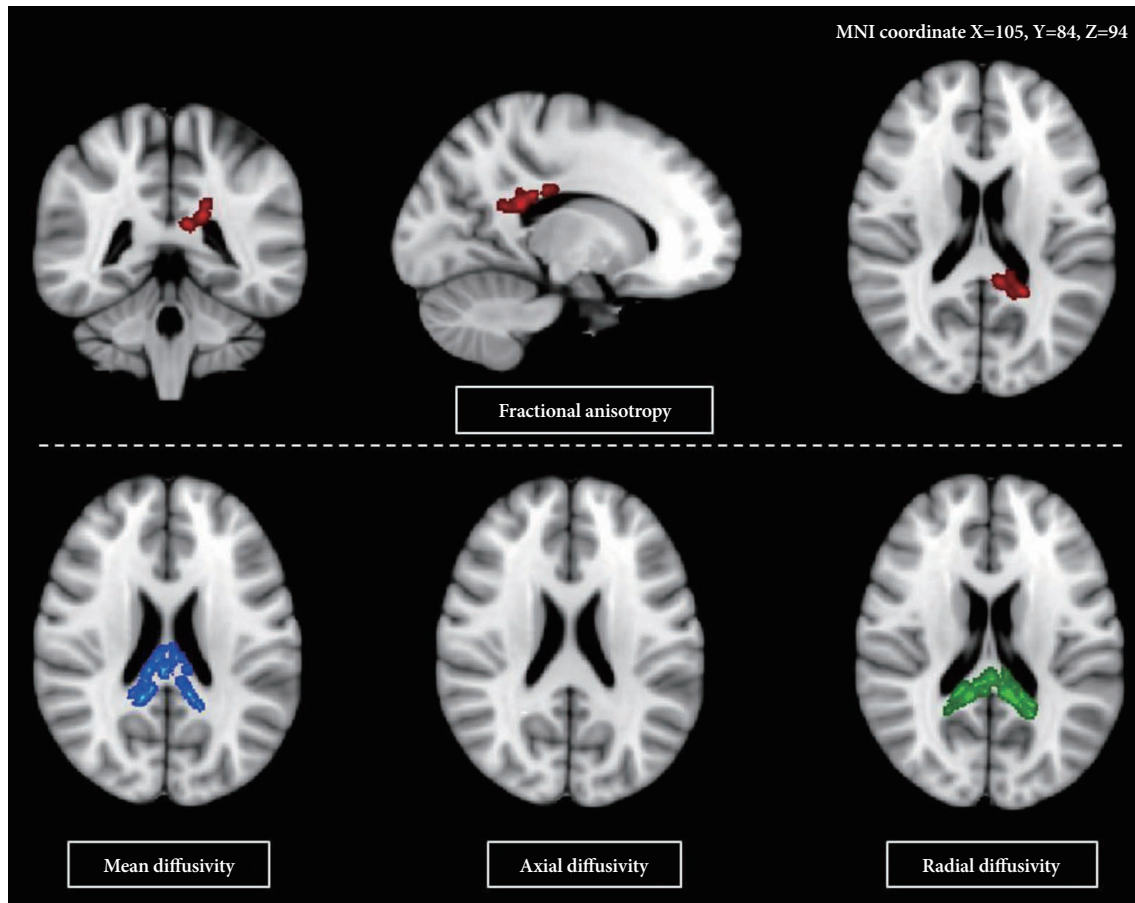 MNI coordinate X=105, Y=84, Z=94
Fractional anisotropy
Mean diffusivity
Axial diffusivity
Radial diffusivity